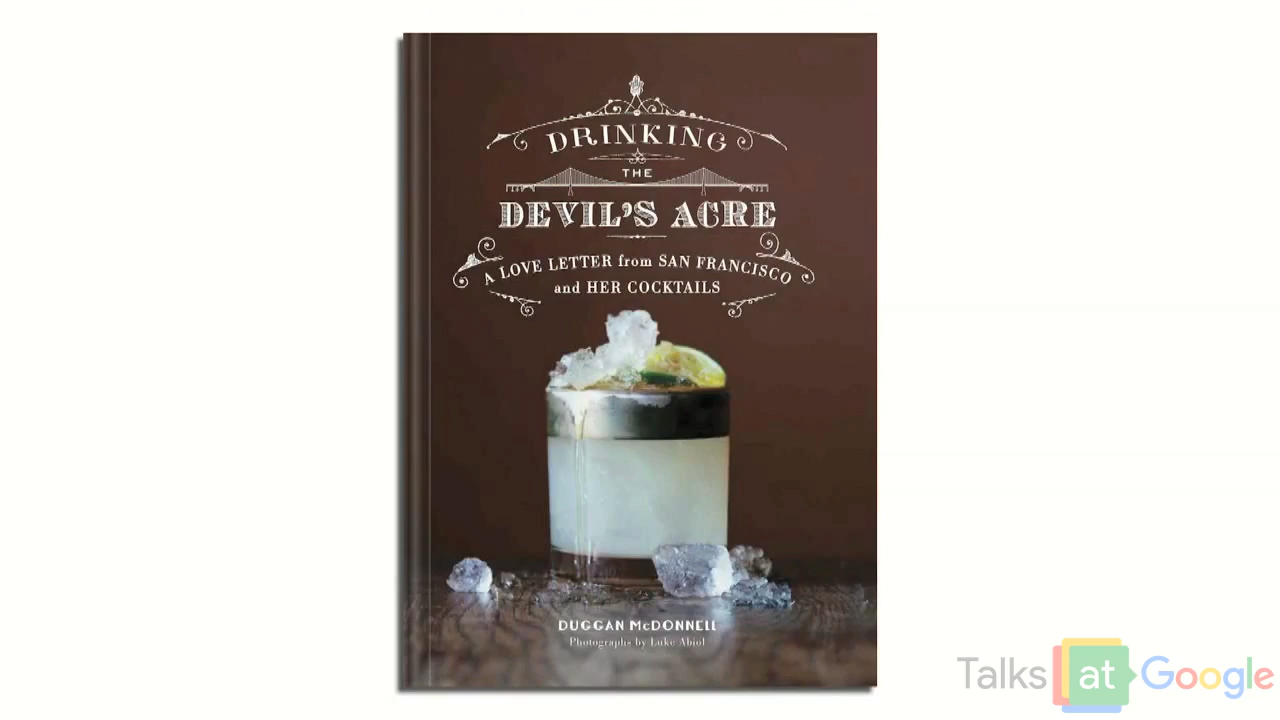 DRINKING
THE
DEVIL'S ACRE
A LOVE LETTER from SAN FRANCISCO
and HER COCKTAILS
DUGGAN McDONNELL
Photographs by Luke Abiol
Talks at Google